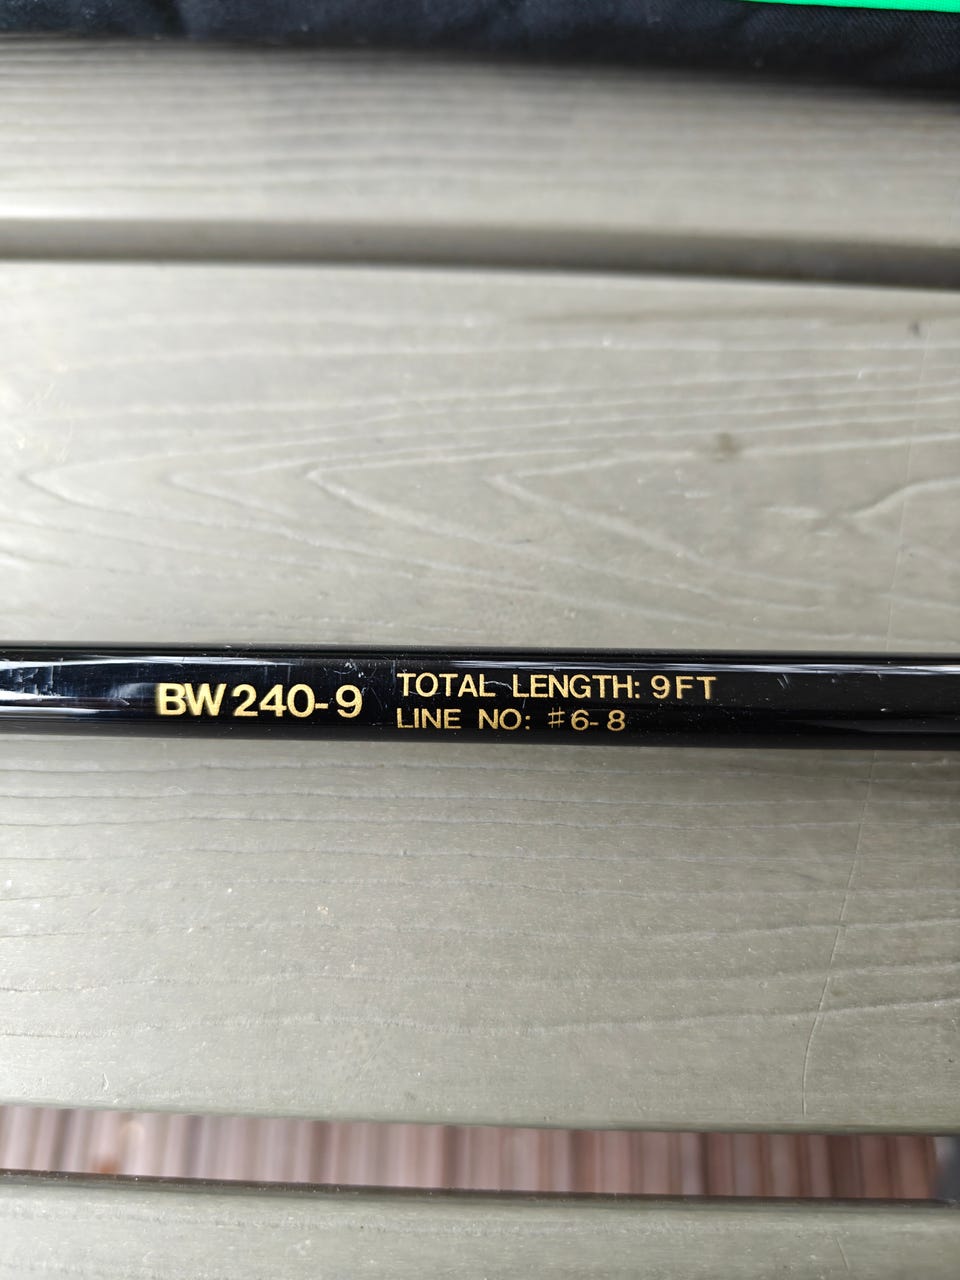 BW240-9
TOTAL LENGTH: 9FT
LINE NO: #6-8